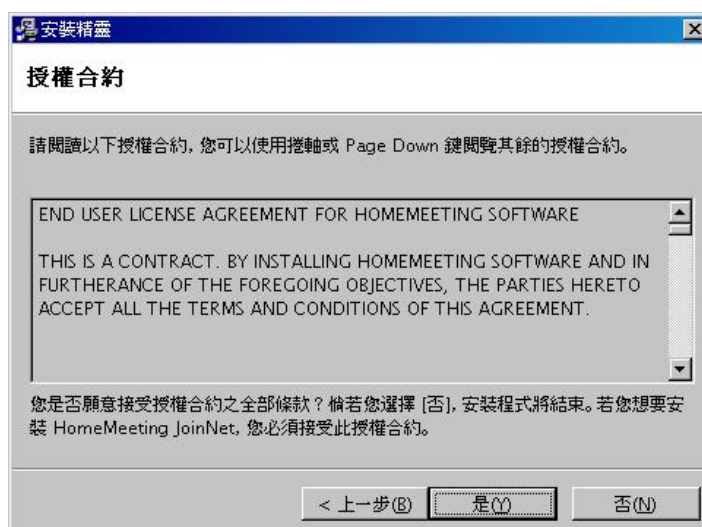 安裝精靈
授權合約
請閱讀以下授權合約，您可以使用捲軸或 Page Down 鍵閱覽其餘的授權合約。
END USER LICENSE AGREEMENT FOR HOMEMEETING SOFTWARE
THIS IS A CONTRACT. BY INSTALLING HOMEMEETING SOFTWARE AND IN
FURTHERANCE OF THE FOREGOING OBJECTIVES, THE PARTIES HERETO
ACCEPT ALL THE TERMS AND CONDITIONS OF THIS AGREEMENT.
您是否願意接受授權合約之全部條款？倘若您選擇 [否]，安裝程式將結束。若您想要安
裝 HomeMeeting JoinNet，您必須接受此授權合約。
< 上一步(B) 是(Y) 否(N)